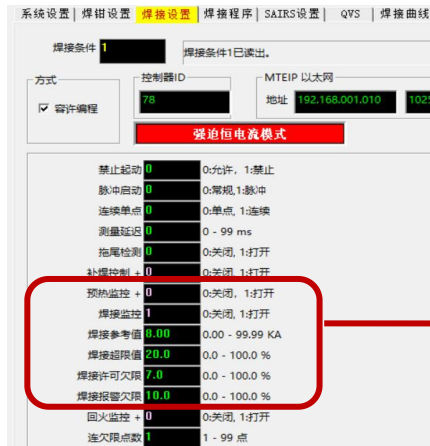 系统设置 焊钳设置 焊接设置 焊接程序 SAIRS设置 QVS 焊接曲线
焊接条件 1 焊接条件1已读出。
方式 控制器ID MTEIP 以太网
容许编程 78 地址 192.168.001.010 1025
强迫恒电流模式
禁止起动 0 0:允许, 1:禁止
脉冲启动 0 0:常规,1:脉冲
连续单点 0 0:单点, 1:连续
测量延迟 0 0 - 99 ms
拖尾检测 0 0:关闭, 1:打开
补焊控制 + 0 0:关闭, 1:打开
预热监控 + 0 0:关闭, 1:打开
焊接监控 1 0:关闭, 1:打开
焊接参考值 8.00 0.00 - 99.99 KA
焊接超限值 20.0 0.0 - 100.0 %
焊接许可欠限 7.0 0.0 - 100.0 %
焊接报警欠限 10.0 0.0 - 100.0 %
回火监控 + 0 0:关闭, 1:打开
连欠限点数 1 1 - 99 点